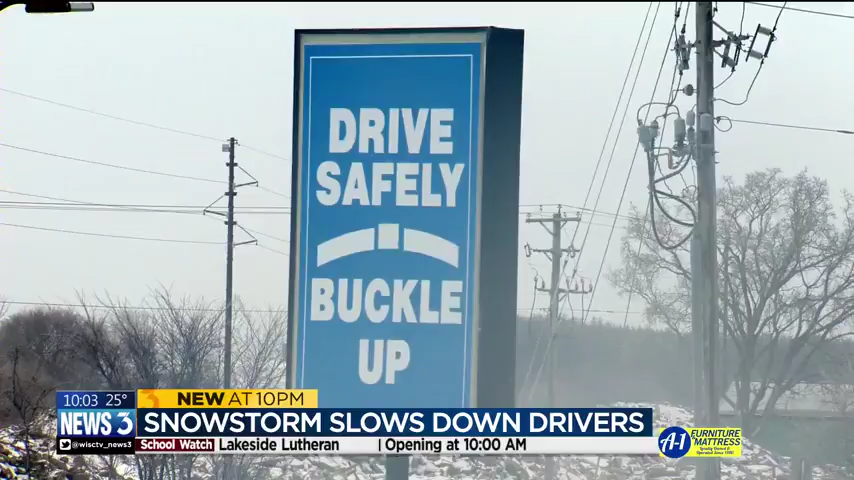 DRIVE
SAFELY
BUCKLE
UP
10:03 25° 3 NEW AT 10PM
NEWS 3 SNOWSTORM SLOWS DOWN DRIVERS
@wisctv_news3 School Watch Lakeside Lutheran | Opening at 10:00 AM
A-1 FURNITURE
MATTRESS